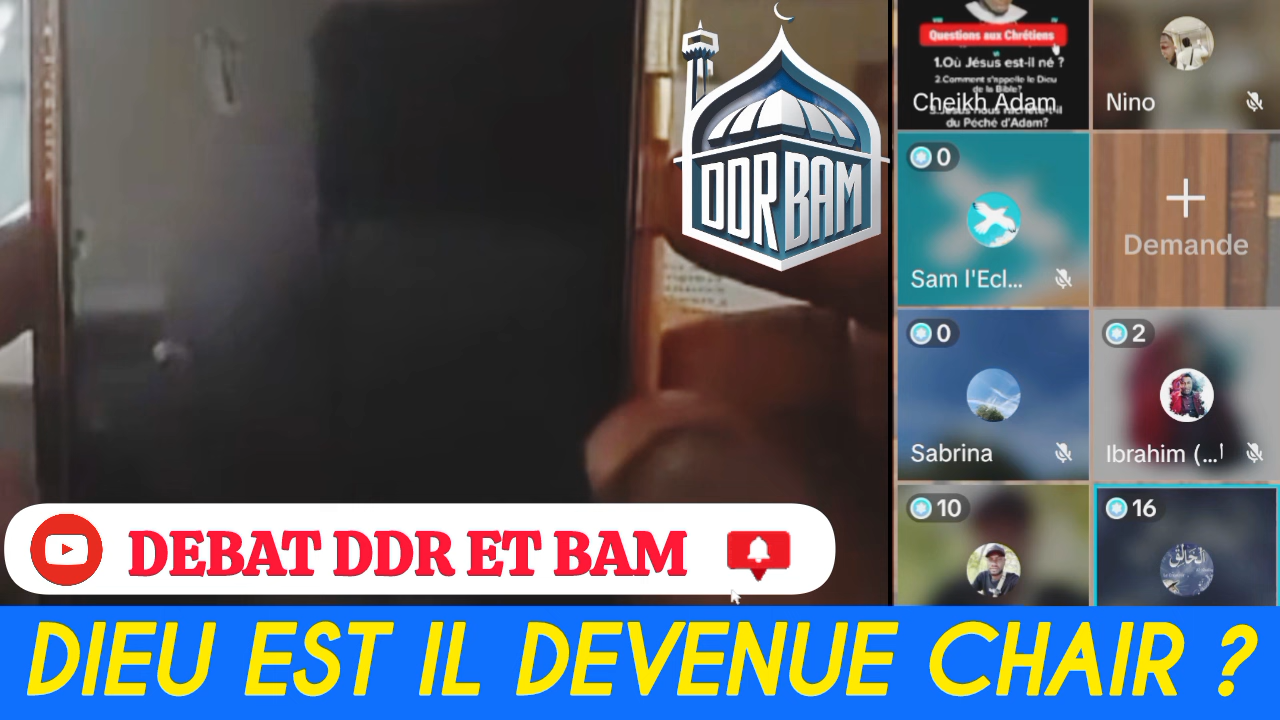 DDR BAM
Questions aux Chrétiens
1.Où Jésus est-il né ?
2.Comment s'appelle le Dieu
de la Bible?
Cheikh Adam
du Péché d'Adam?
Nino
0
Sam l'Ecl...
Demande
0
Sabrina
2
Ibrahim (...
10
16
الخالق
DEBAT DDR ET BAM
DIEU EST IL DEVENUE CHAIR ?